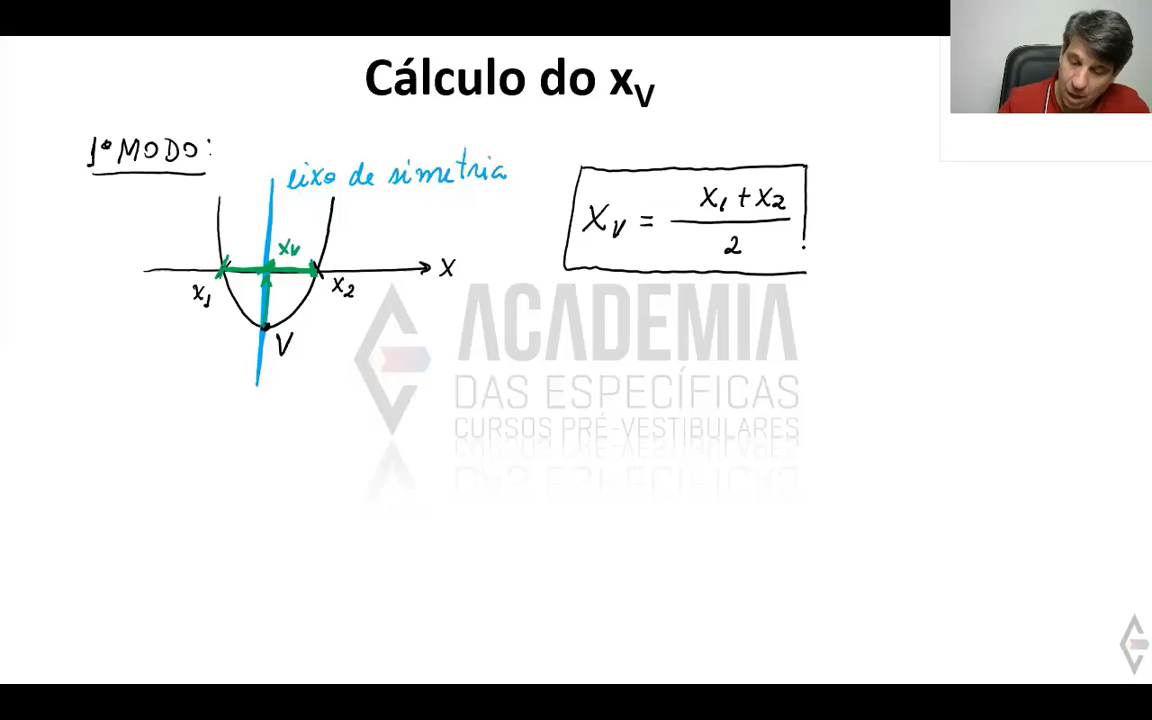 Cálculo do xV
1º MODO:
eixo de simetria
XV = X1 + X2 / 2 !
XV
X
X1
X2
V
ACADEMIA
DAS ESPECÍFICAS
CURSOS PRÉ-VESTIBULARES